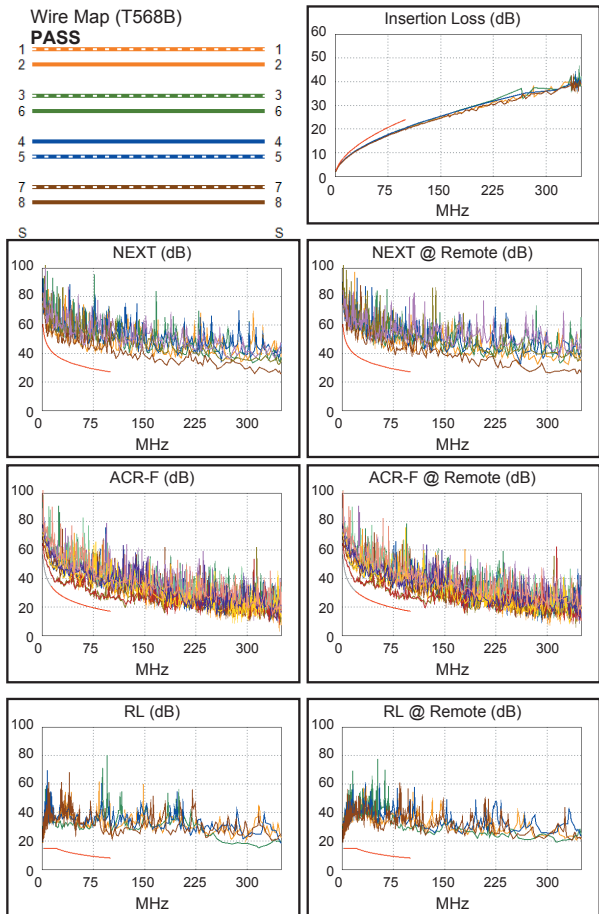 Wire Map (T568B)
PASS
1 1
2 2
3 3
6 6
4 4
5 5
7 7
8 8
S S
Insertion Loss (dB)
60
50
40
30
20
10
0
0 75 150 225 300
MHz
NEXT (dB)
100
80
60
40
20
0
0 75 150 225 300
MHz
NEXT @ Remote (dB)
100
80
60
40
20
0
0 75 150 225 300
MHz
ACR-F (dB)
100
80
60
40
20
0
0 75 150 225 300
MHz
ACR-F @ Remote (dB)
100
80
60
40
20
0
0 75 150 225 300
MHz
RL (dB)
100
80
60
40
20
0
0 75 150 225 300
MHz
RL @ Remote (dB)
100
80
60
40
20
0
0 75 150 225 300
MHz